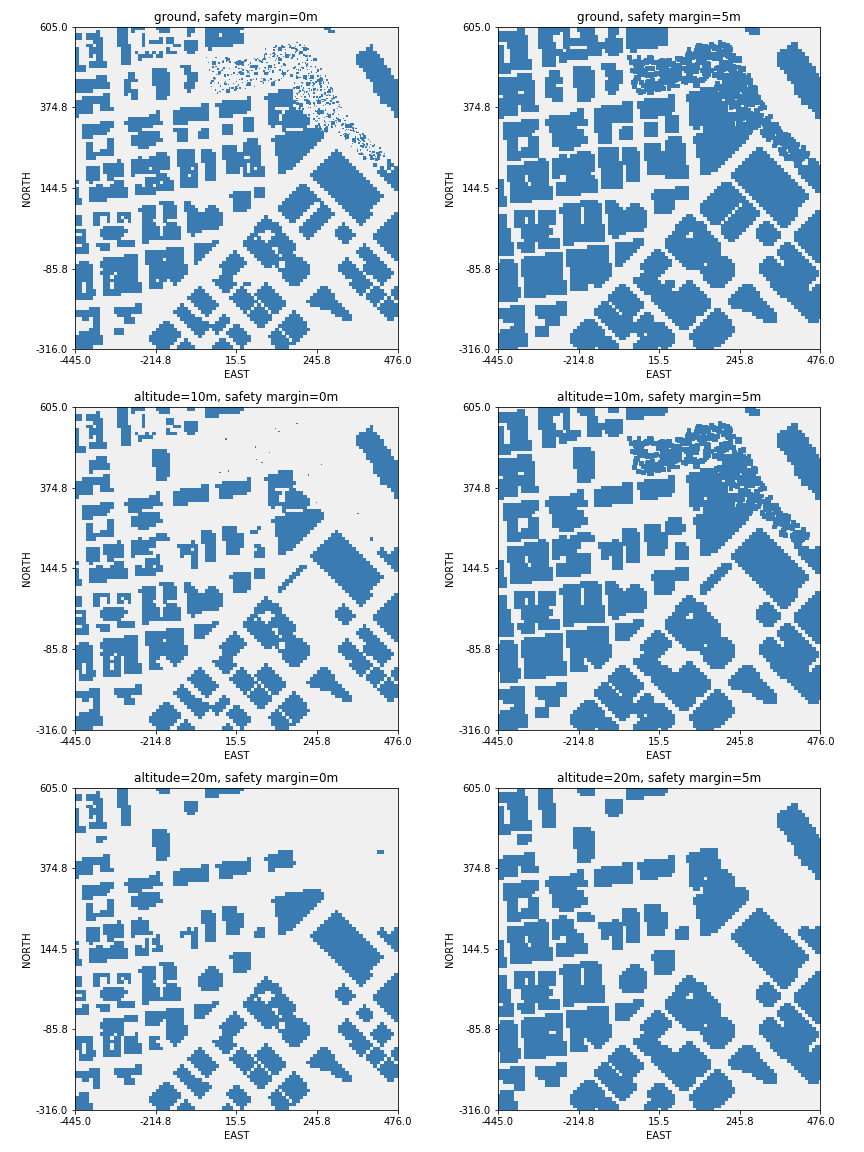 ground, safety margin=0m
605.0
374.8
144.5
-85.8
-316.0
NORTH
-445.0 -214.8 15.5 245.8 476.0
EAST
ground, safety margin=5m
605.0
374.8
144.5
-85.8
-316.0
NORTH
-445.0 -214.8 15.5 245.8 476.0
EAST
altitude=10m, safety margin=0m
605.0
374.8
144.5
-85.8
-316.0
NORTH
-445.0 -214.8 15.5 245.8 476.0
EAST
altitude=10m, safety margin=5m
605.0
374.8
144.5
-85.8
-316.0
NORTH
-445.0 -214.8 15.5 245.8 476.0
EAST
altitude=20m, safety margin=0m
605.0
374.8
144.5
-85.8
-316.0
NORTH
-445.0 -214.8 15.5 245.8 476.0
EAST
altitude=20m, safety margin=5m
605.0
374.8
144.5
-85.8
-316.0
NORTH
-445.0 -214.8 15.5 245.8 476.0
EAST